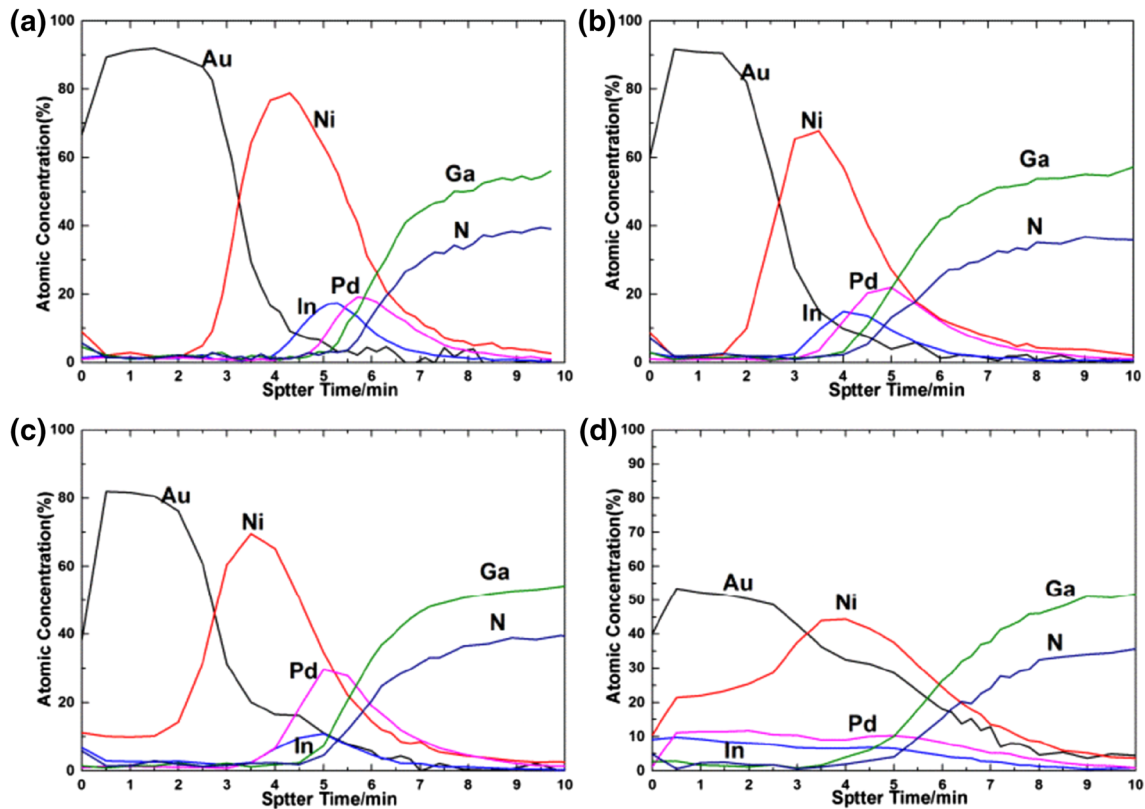 (a)
Atomic Concentration(%)
100
80
60
40
20
0
Au
Ni
Ga
N
In
Pd
0 1 2 3 4 5 6 7 8 9 10
Sptter Time/min
(b)
Atomic Concentration(%)
100
80
60
40
20
0
Au
Ni
Ga
N
Pd
In
0 1 2 3 4 5 6 7 8 9 10
Sptter Time/min
(c)
Atomic Concentration(%)
100
80
60
40
20
0
Au
Ni
Ga
N
Pd
In
0 1 2 3 4 5 6 7 8 9 10
Sptter Time/min
(d)
Atomic Concentration(%)
100
90
80
70
60
50
40
30
20
10
0
Au
Ni
Ga
N
Pd
In
0 1 2 3 4 5 6 7 8 9 10
Sptter Time/min